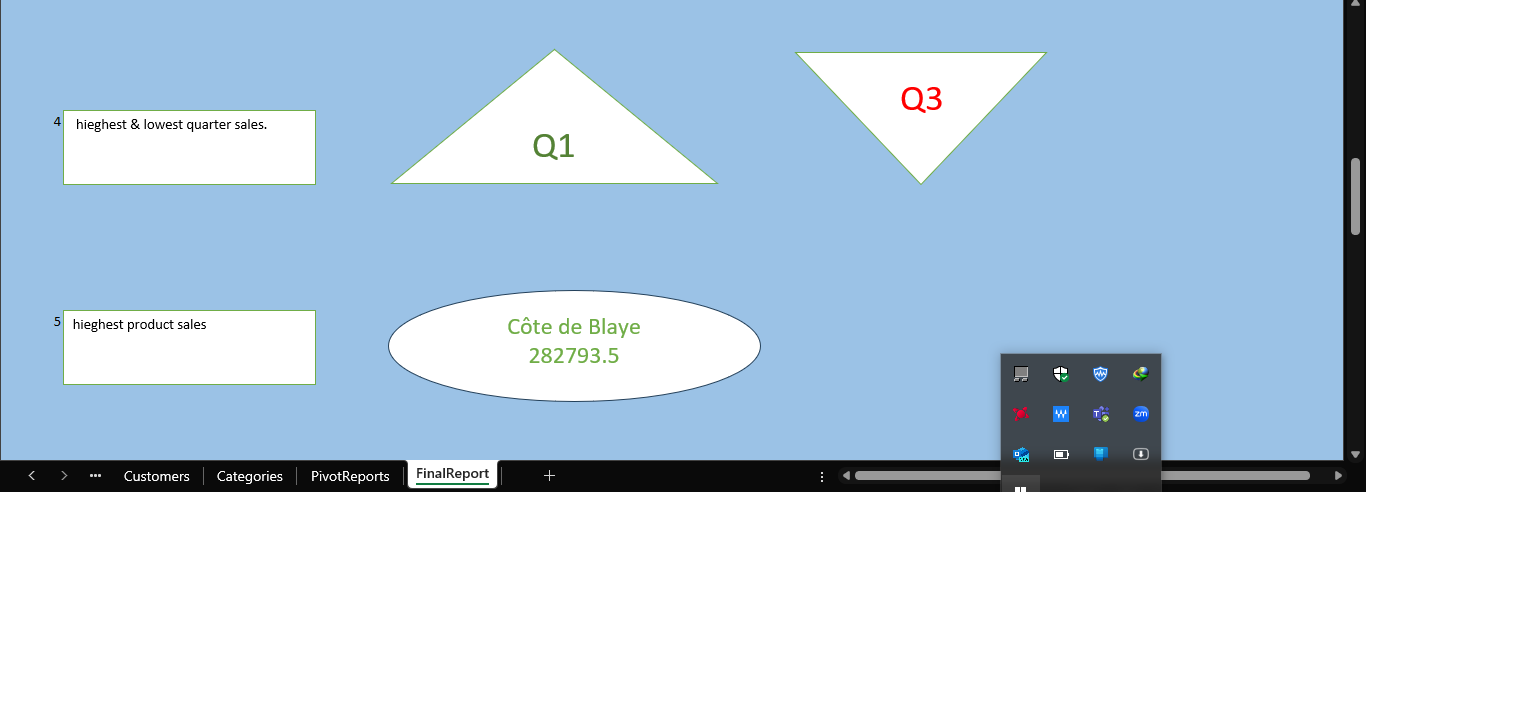 4
hieghest & lowest quarter sales.
Q1
Q3
5
hieghest product sales
Côte de Blaye
282793.5
Customers
Categories
PivotReports
FinalReport
zm